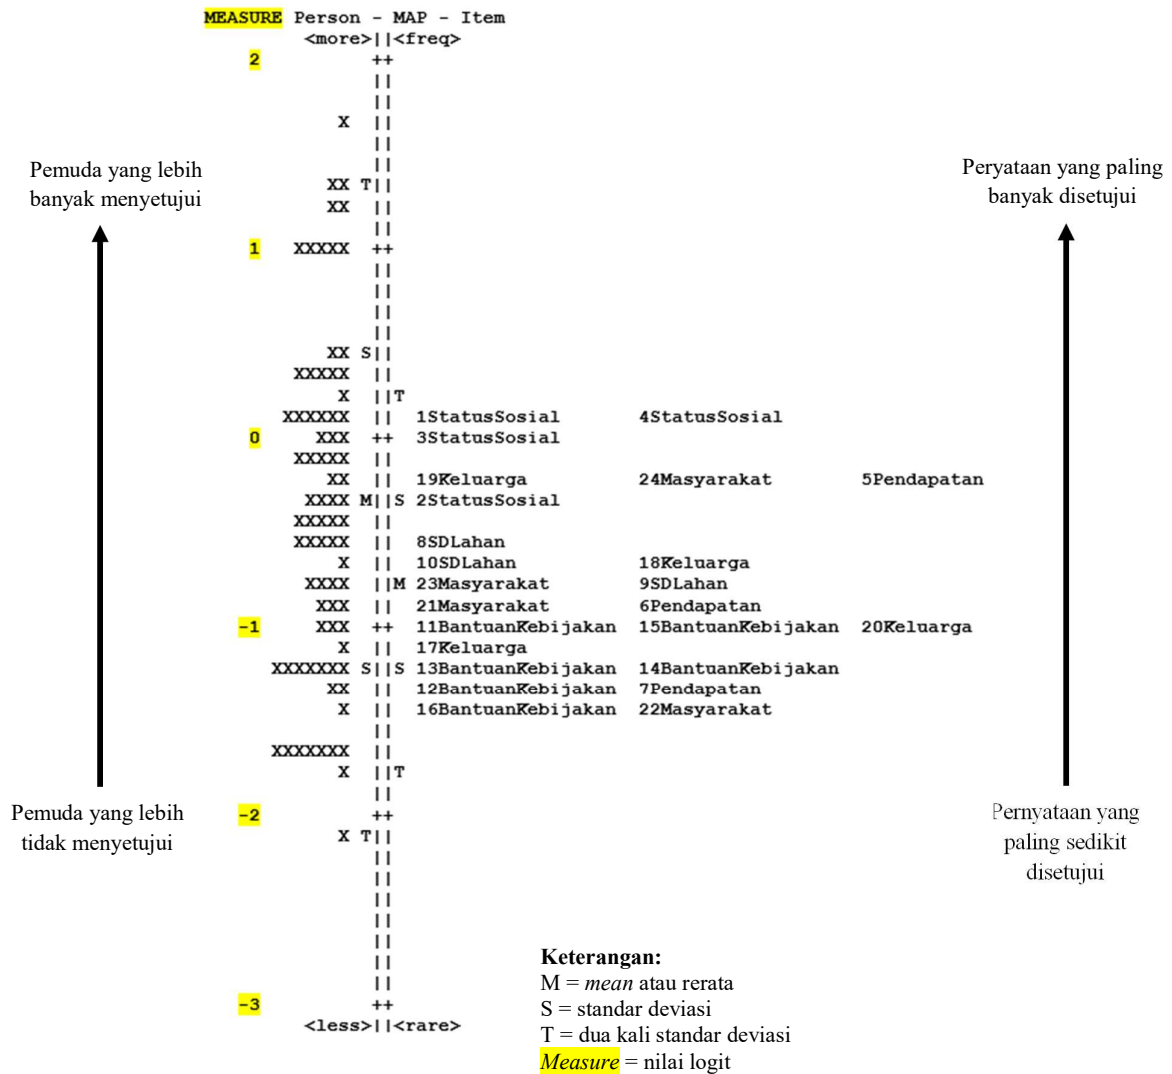 MEASURE Person - MAP - Item
<more>||<freq>
2 ++
||
||
X ||
||
||
XX T||
XX ||
1 XXXXX ++
||
||
||
||
XX S||
XXXXX ||
X ||T
XXXXXX || 1StatusSosial 4StatusSosial
0 XXX ++ 3StatusSosial
XXXXX ||
XX || 19Keluarga 24Masyarakat 5Pendapatan
XXXX M||S 2StatusSosial
XXXXX ||
XXXXX || 8SDLahan
X || 10SDLahan 18Keluarga
XXXX ||M 23Masyarakat 9SDLahan
XXX || 21Masyarakat 6Pendapatan
-1 XXX ++ 11BantuanKebijakan 15BantuanKebijakan 20Keluarga
X || 17Keluarga
XXXXXXX S||S 13BantuanKebijakan 14BantuanKebijakan
XX || 12BantuanKebijakan 7Pendapatan
X || 16BantuanKebijakan 22Masyarakat
||
XXXXXXX ||
X ||T
||
-2 ++
X T||
||
||
||
||
||
||
||
-3 ++
<less>||<rare>
Pemuda yang lebih
banyak menyetujui
Pemuda yang lebih
tidak menyetujui
Peryataan yang paling
banyak disetujui
Pernyataan yang
paling sedikit
disetujui
Keterangan:
M = mean atau rerata
S = standar deviasi
T = dua kali standar deviasi
Measure = nilai logit